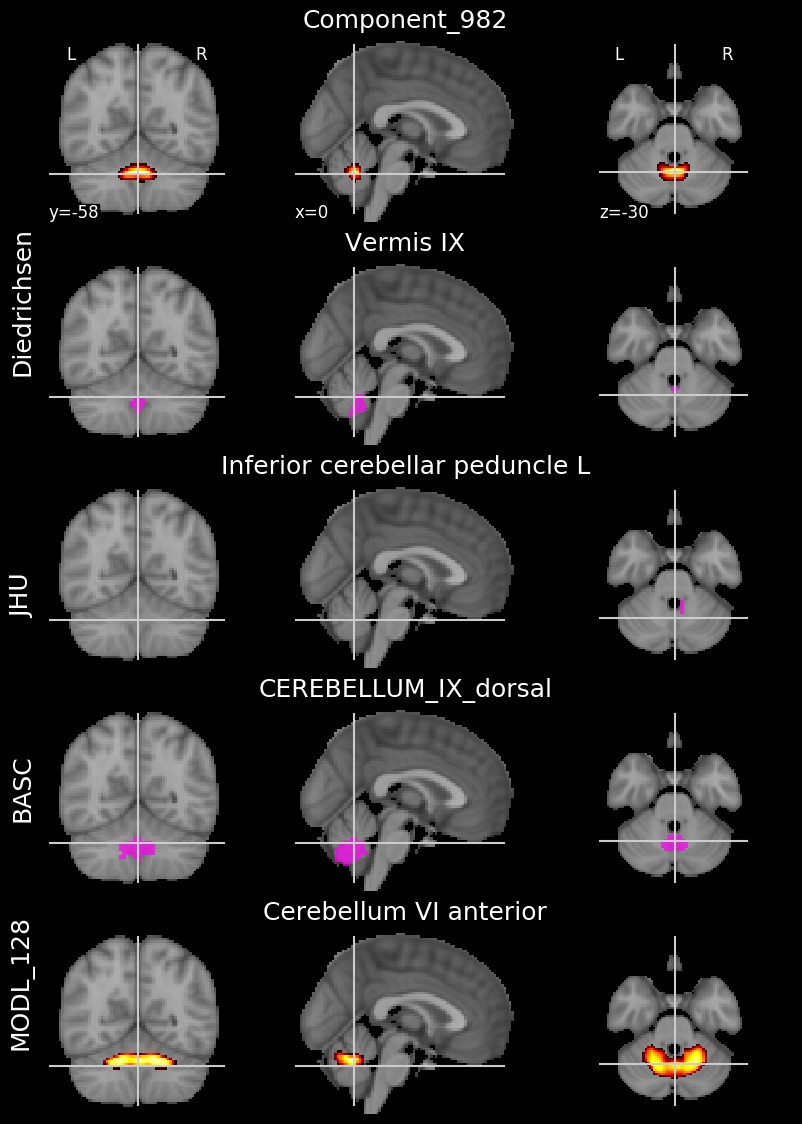 Component_982
L
R
L
R
y=-58
x=0
z=-30
Diedrichsen
Vermis IX
JHU
Inferior cerebellar peduncle L
BASC
CEREBELLUM_IX_dorsal
MODL_128
Cerebellum VI anterior